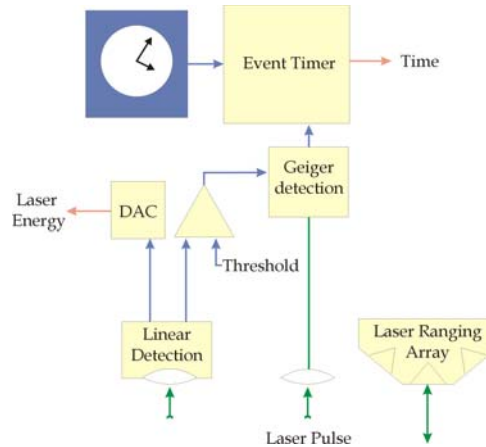 Event Timer
Time
Geiger
detection
Laser
Energy
DAC
Threshold
Linear
Detection
Laser Ranging
Array
Laser Pulse